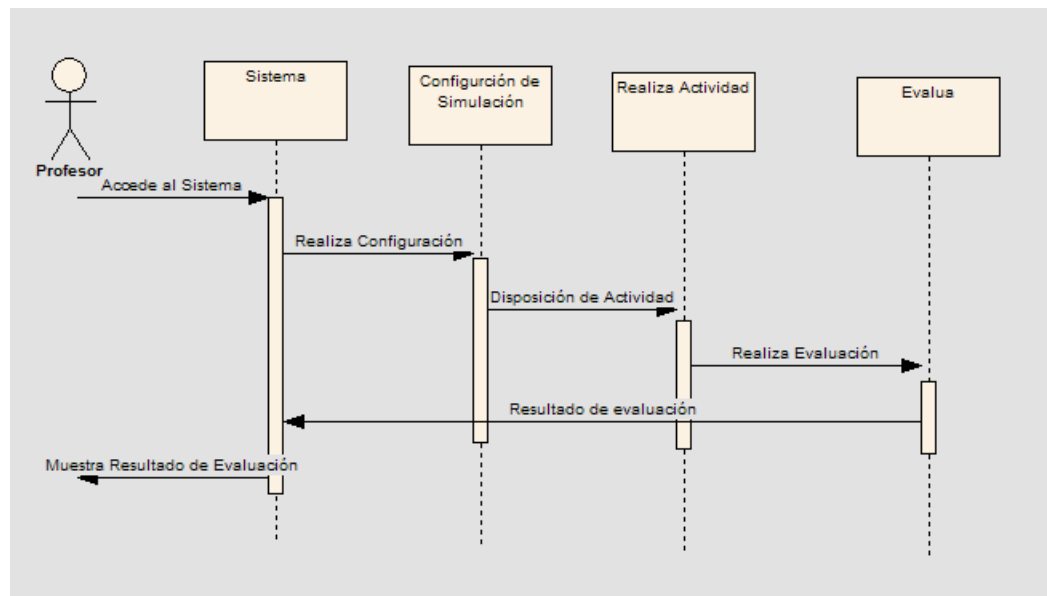 Sistema
Configurción de
Simulación
Realiza Actividad
Evalua
Profesor
Accede al Sistema
Realiza Configuración
Disposición de Actividad
Realiza Evaluación
Resultado de evaluación
Muestra Resultado de Evaluación